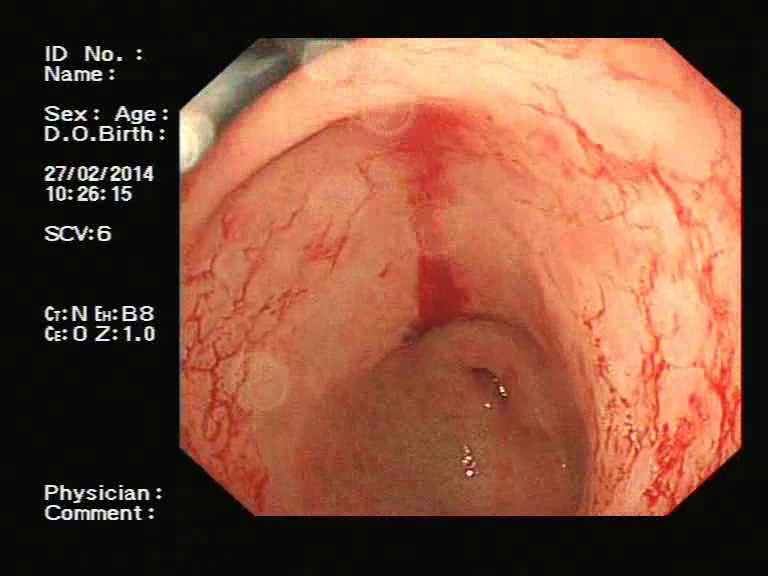 ID No. :
Name:
Sex: Age:
D.O.Birth:
27/02/2014
10:26:15
SCV:6
CT:N EH:B8
CE:0 Z:1.0
Physician:
Comment: